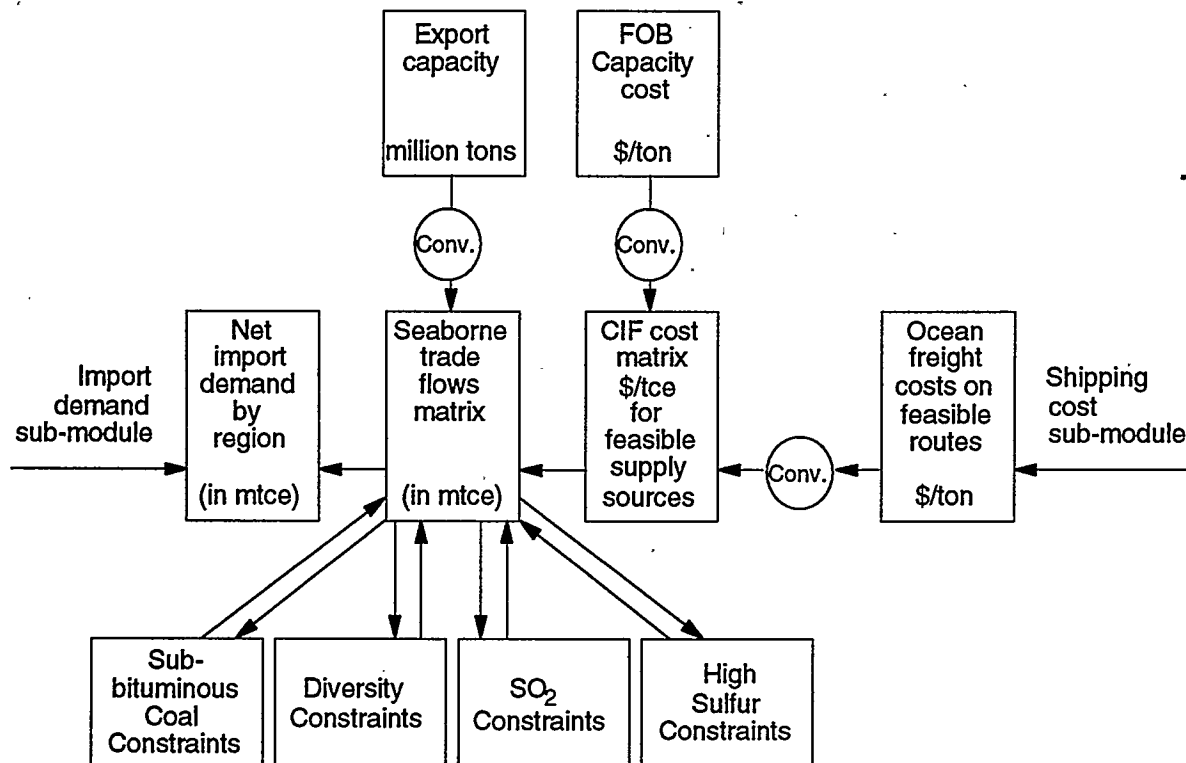 Export
capacity
million tons
FOB
Capacity
cost
$/ton
Conv.
Conv.
Import
demand
sub-module
Net
import
demand
by
region
(in mtce)
Seaborne
trade
flows
matrix
(in mtce)
CIF cost
matrix
$/tce
for
feasible
supply
sources
Conv.
Ocean
freight
costs on
feasible
routes
$/ton
Shipping
cost
sub-module
Sub-
bituminous
Coal
Constraints
Diversity
Constraints
SO2
Constraints
High
Sulfur
Constraints